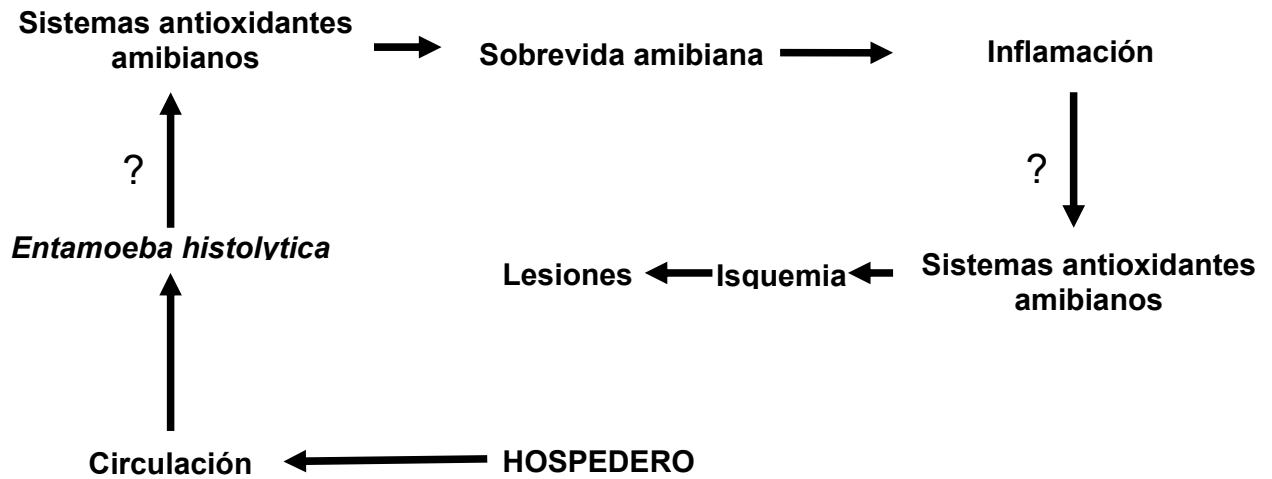 Sistemas antioxidantes
amibianos
Sobrevida amibiana
Inflamación
?
?
Entamoeba histolytica
Lesiones
Isquemia
Sistemas antioxidantes
amibianos
Circulación
HOSPEDERO